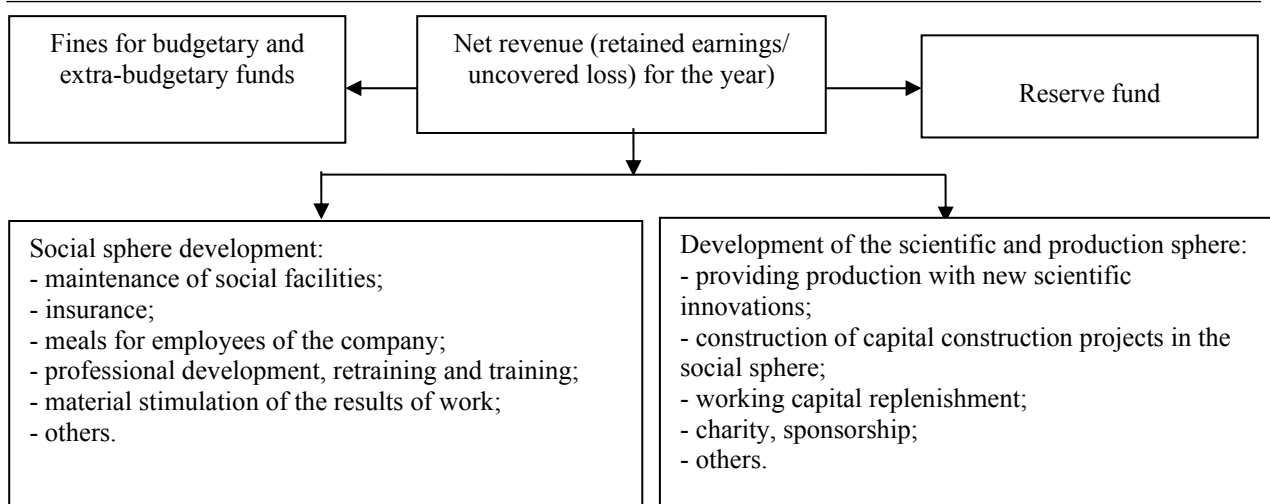 Fines for budgetary and
extra-budgetary funds
Net revenue (retained earnings/
uncovered loss) for the year)
Reserve fund
Social sphere development:
- maintenance of social facilities;
- insurance;
- meals for employees of the company;
- professional development, retraining and training;
- material stimulation of the results of work;
- others.
Development of the scientific and production sphere:
- providing production with new scientific
innovations;
- construction of capital construction projects in the
social sphere;
- working capital replenishment;
- charity, sponsorship;
- others.